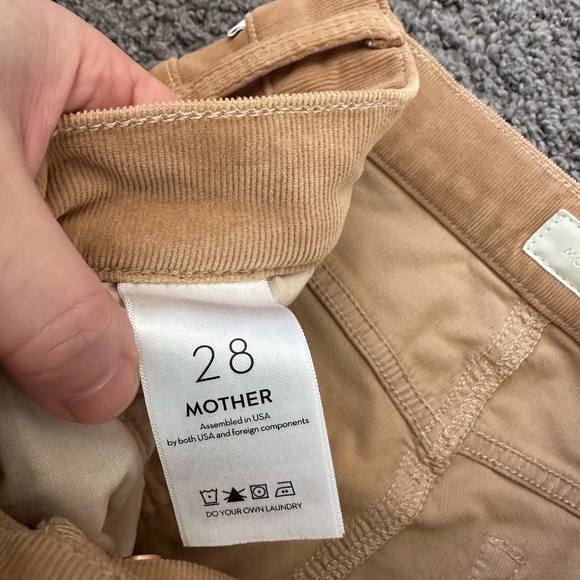 28
MOTHER
Assembled in USA
by both USA and foreign components
DO YOUR OWN LAUNDRY